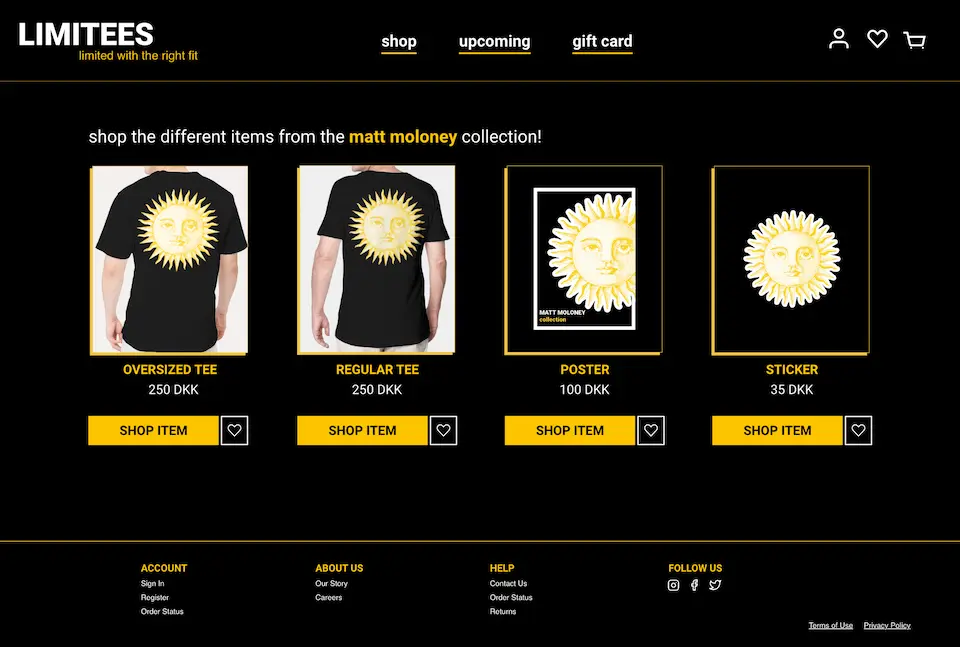 LIMITEES
limited with the right fit
shop upcoming gift card
shop the different items from the matt moloney collection!
MATT MOLONEY
collection
OVERSIZED TEE
250 DKK
SHOP ITEM
REGULAR TEE
250 DKK
SHOP ITEM
POSTER
100 DKK
SHOP ITEM
STICKER
35 DKK
SHOP ITEM
ACCOUNT
Sign In
Register
Order Status
ABOUT US
Our Story
Careers
HELP
Contact Us
Order Status
Returns
FOLLOW US
Terms of Use Privacy Policy